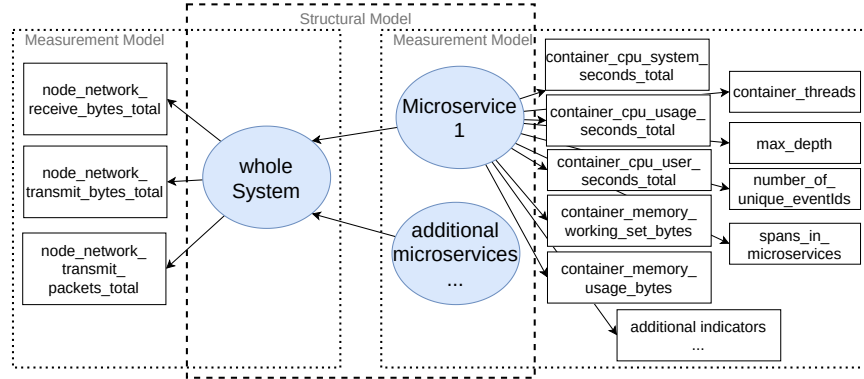 Structural Model
Measurement Model
node_network_
receive_bytes_total
node_network_
transmit_bytes_total
node_network_
transmit_
packets_total
whole
System
Measurement Model
Microservice
1
additional
microservices
...
container_cpu_system_
seconds_total
container_cpu_usage_
seconds_total
container_cpu_user_
seconds_total
container_memory_
working_set_bytes
container_memory_
usage_bytes
additional indicators
...
container_threads
max_depth
number_of_
unique_eventIds
spans_in_
microservices